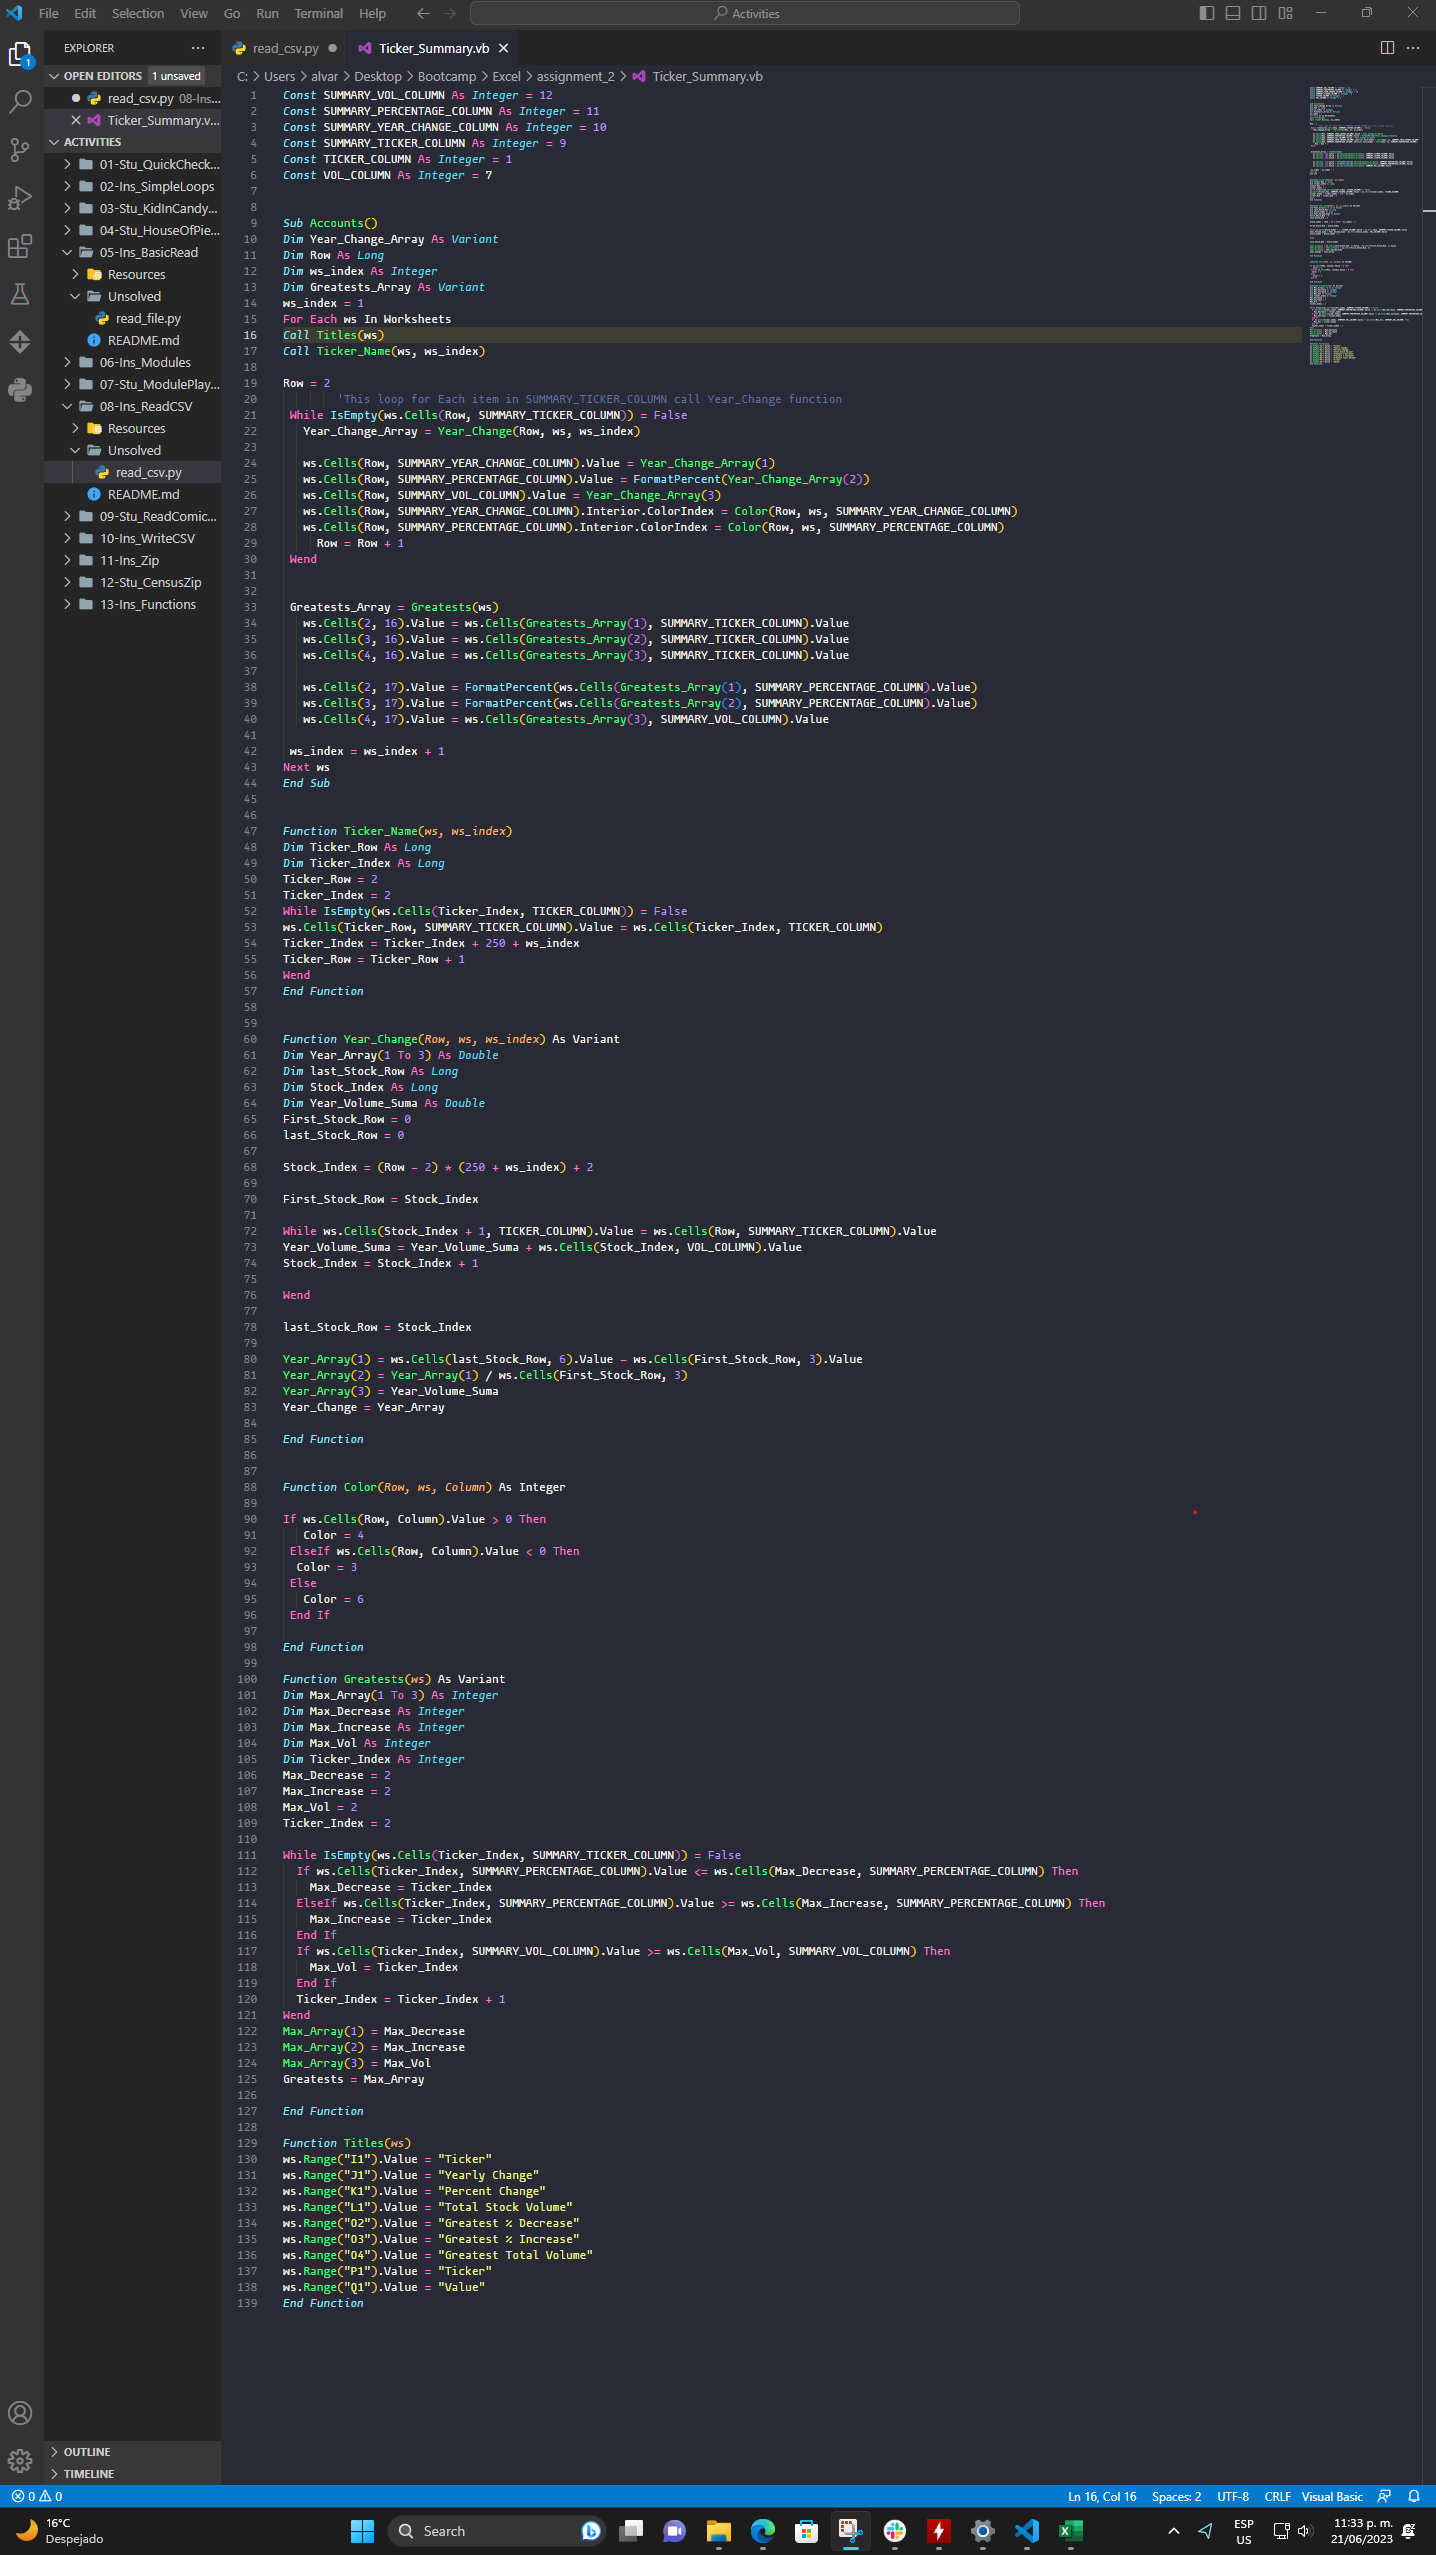 File Edit Selection View Go Run Terminal Help Activities
EXPLORER
read_csv.py Ticker_Summary.vb
OPEN EDITORS 1 unsaved
read_csv.py 08-Ins...
Ticker_Summary.v...
ACTIVITIES
01-Stu_QuickCheck...
02-Ins_SimpleLoops
03-Stu_KidInCandy...
04-Stu_HouseOfPie...
05-Ins_BasicRead
Resources
Unsolved
read_file.py
README.md
06-Ins_Modules
07-Stu_ModulePlay...
08-Ins_ReadCSV
Resources
Unsolved
read_csv.py
README.md
09-Stu_ReadComic...
10-Ins_WriteCSV
11-Ins_Zip
12-Stu_CensusZip
13-Ins_Functions
OUTLINE
TIMELINE
C: > Users > alvar > Desktop > Bootcamp > Excel > assignment_2 > Ticker_Summary.vb
1 Const SUMMARY_VOL_COLUMN As Integer = 12
2 Const SUMMARY_PERCENTAGE_COLUMN As Integer = 11
3 Const SUMMARY_YEAR_CHANGE_COLUMN As Integer = 10
4 Const SUMMARY_TICKER_COLUMN As Integer = 9
5 Const TICKER_COLUMN As Integer = 1
6 Const VOL_COLUMN As Integer = 7
7
8
9 Sub Accounts()
10 Dim Year_Change_Array As Variant
11 Dim Row As Long
12 Dim ws_index As Integer
13 Dim Greatests_Array As Variant
14 ws_index = 1
15 For Each ws In Worksheets
16 Call Titles(ws)
17 Call Ticker_Name(ws, ws_index)
18
19 Row = 2
20 'This loop for Each item in SUMMARY_TICKER_COLUMN call Year_Change function
21 While IsEmpty(ws.Cells(Row, SUMMARY_TICKER_COLUMN)) = False
22 Year_Change_Array = Year_Change(Row, ws, ws_index)
23
24 ws.Cells(Row, SUMMARY_YEAR_CHANGE_COLUMN).Value = Year_Change_Array(1)
25 ws.Cells(Row, SUMMARY_PERCENTAGE_COLUMN).Value = FormatPercent(Year_Change_Array(2))
26 ws.Cells(Row, SUMMARY_VOL_COLUMN).Value = Year_Change_Array(3)
27 ws.Cells(Row, SUMMARY_YEAR_CHANGE_COLUMN).Interior.ColorIndex = Color(Row, ws, SUMMARY_YEAR_CHANGE_COLUMN)
28 ws.Cells(Row, SUMMARY_PERCENTAGE_COLUMN).Interior.ColorIndex = Color(Row, ws, SUMMARY_PERCENTAGE_COLUMN)
29 Row = Row + 1
30 Wend
31
32
33 Greatests_Array = Greatests(ws)
34 ws.Cells(2, 16).Value = ws.Cells(Greatests_Array(1), SUMMARY_TICKER_COLUMN).Value
35 ws.Cells(3, 16).Value = ws.Cells(Greatests_Array(2), SUMMARY_TICKER_COLUMN).Value
36 ws.Cells(4, 16).Value = ws.Cells(Greatests_Array(3), SUMMARY_TICKER_COLUMN).Value
37
38 ws.Cells(2, 17).Value = FormatPercent(ws.Cells(Greatests_Array(1), SUMMARY_PERCENTAGE_COLUMN).Value)
39 ws.Cells(3, 17).Value = FormatPercent(ws.Cells(Greatests_Array(2), SUMMARY_PERCENTAGE_COLUMN).Value)
40 ws.Cells(4, 17).Value = ws.Cells(Greatests_Array(3), SUMMARY_VOL_COLUMN).Value
41
42 ws_index = ws_index + 1
43 Next ws
44 End Sub
45
46
47 Function Ticker_Name(ws, ws_index)
48 Dim Ticker_Row As Long
49 Dim Ticker_Index As Long
50 Ticker_Row = 2
51 Ticker_Index = 2
52 While IsEmpty(ws.Cells(Ticker_Index, TICKER_COLUMN)) = False
53 ws.Cells(Ticker_Row, SUMMARY_TICKER_COLUMN).Value = ws.Cells(Ticker_Index, TICKER_COLUMN)
54 Ticker_Index = Ticker_Index + 250 + ws_index
55 Ticker_Row = Ticker_Row + 1
56 Wend
57 End Function
58
59
60 Function Year_Change(Row, ws, ws_index) As Variant
61 Dim Year_Array(1 To 3) As Double
62 Dim last_Stock_Row As Long
63 Dim Stock_Index As Long
64 Dim Year_Volume_Suma As Double
65 First_Stock_Row = 0
66 last_Stock_Row = 0
67
68 Stock_Index = (Row - 2) * (250 + ws_index) + 2
69
70 First_Stock_Row = Stock_Index
71
72 While ws.Cells(Stock_Index + 1, TICKER_COLUMN).Value = ws.Cells(Row, SUMMARY_TICKER_COLUMN).Value
73 Year_Volume_Suma = Year_Volume_Suma + ws.Cells(Stock_Index, VOL_COLUMN).Value
74 Stock_Index = Stock_Index + 1
75
76 Wend
77
78 last_Stock_Row = Stock_Index
79
80 Year_Array(1) = ws.Cells(last_Stock_Row, 6).Value - ws.Cells(First_Stock_Row, 3).Value
81 Year_Array(2) = Year_Array(1) / ws.Cells(First_Stock_Row, 3)
82 Year_Array(3) = Year_Volume_Suma
83 Year_Change = Year_Array
84
85 End Function
86
87
88 Function Color(Row, ws, Column) As Integer
89
90 If ws.Cells(Row, Column).Value > 0 Then
91 Color = 4
92 ElseIf ws.Cells(Row, Column).Value < 0 Then
93 Color = 3
94 Else
95 Color = 6
96 End If
97
98 End Function
99
100 Function Greatests(ws) As Variant
101 Dim Max_Array(1 To 3) As Integer
102 Dim Max_Decrease As Integer
103 Dim Max_Increase As Integer
104 Dim Max_Vol As Integer
105 Dim Ticker_Index As Integer
106 Max_Decrease = 2
107 Max_Increase = 2
108 Max_Vol = 2
109 Ticker_Index = 2
110
111 While IsEmpty(ws.Cells(Ticker_Index, SUMMARY_TICKER_COLUMN)) = False
112 If ws.Cells(Ticker_Index, SUMMARY_PERCENTAGE_COLUMN).Value <= ws.Cells(Max_Decrease, SUMMARY_PERCENTAGE_COLUMN) Then
113 Max_Decrease = Ticker_Index
114 ElseIf ws.Cells(Ticker_Index, SUMMARY_PERCENTAGE_COLUMN).Value >= ws.Cells(Max_Increase, SUMMARY_PERCENTAGE_COLUMN) Then
115 Max_Increase = Ticker_Index
116 End If
117 If ws.Cells(Ticker_Index, SUMMARY_VOL_COLUMN).Value >= ws.Cells(Max_Vol, SUMMARY_VOL_COLUMN) Then
118 Max_Vol = Ticker_Index
119 End If
120 Ticker_Index = Ticker_Index + 1
121 Wend
122 Max_Array(1) = Max_Decrease
123 Max_Array(2) = Max_Increase
124 Max_Array(3) = Max_Vol
125 Greatests = Max_Array
126
127 End Function
128
129 Function Titles(ws)
130 ws.Range("I1").Value = "Ticker"
131 ws.Range("J1").Value = "Yearly Change"
132 ws.Range("K1").Value = "Percent Change"
133 ws.Range("L1").Value = "Total Stock Volume"
134 ws.Range("O2").Value = "Greatest % Decrease"
135 ws.Range("O3").Value = "Greatest % Increase"
136 ws.Range("O4").Value = "Greatest Total Volume"
137 ws.Range("P1").Value = "Ticker"
138 ws.Range("Q1").Value = "Value"
139 End Function
0 0 Ln 16, Col 16 Spaces: 2 UTF-8 CRLF Visual Basic
16°C
Despejado
Search
ESP
US
11:33 p. m.
21/06/2023